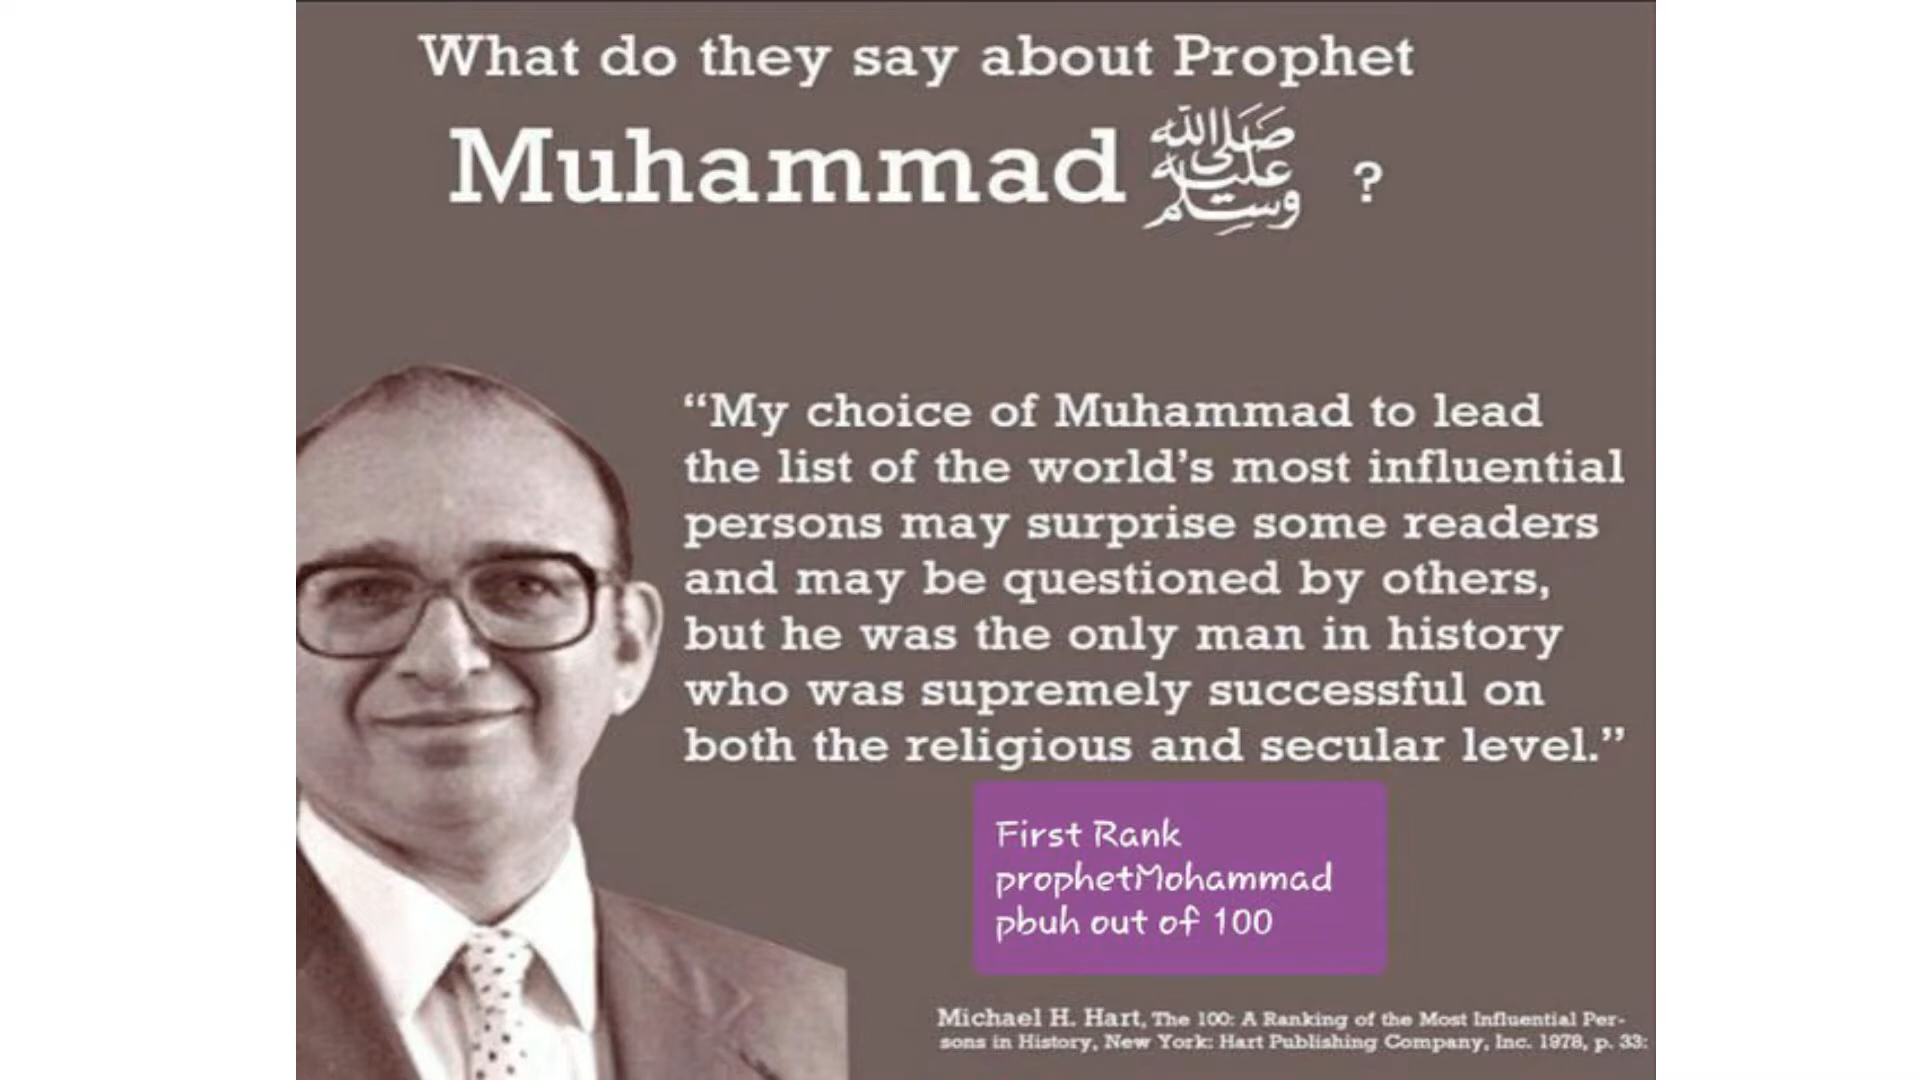 What do they say about Prophet
Muhammad ﷺ ?
“My choice of Muhammad to lead
the list of the world’s most influential
persons may surprise some readers
and may be questioned by others,
but he was the only man in history
who was supremely successful on
both the religious and secular level.”
First Rank
prophetMohammad
pbuh out of 100
Michael H. Hart, The 100: A Ranking of the Most Influential Per-
sons in History, New York: Hart Publishing Company, Inc. 1978, p. 33: